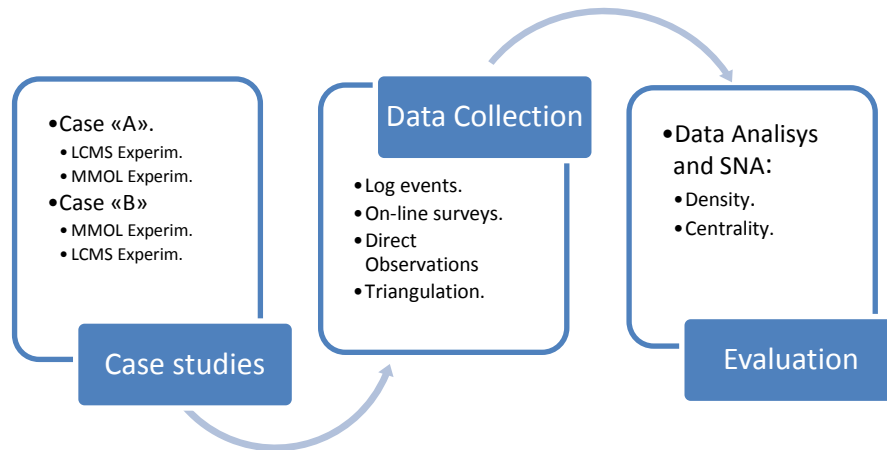 •Case «A».
•LCMS Experim.
•MMOL Experim.
•Case «B»
•MMOL Experim.
•LCMS Experim.
Case studies
Data Collection
•Log events.
•On-line surveys.
•Direct
Observations
•Triangulation.
•Data Analisys
and SNA:
•Density.
•Centrality.
Evaluation